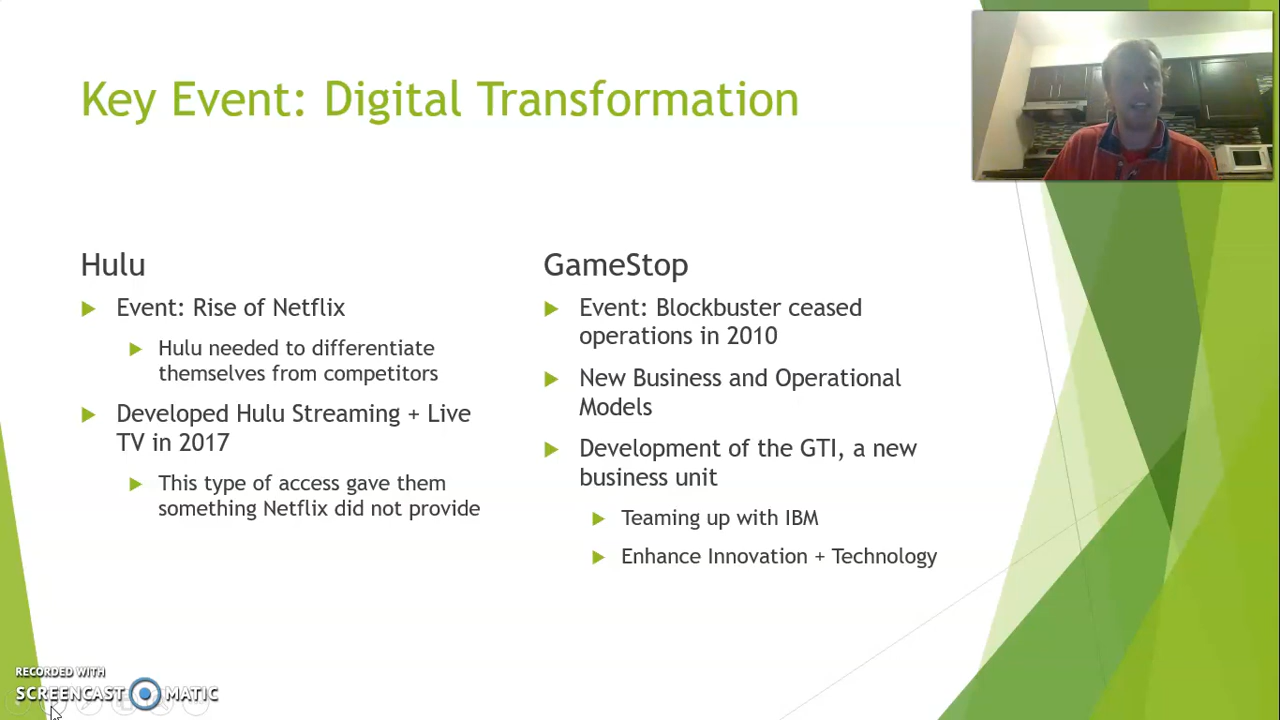 Key Event: Digital Transformation
Hulu
Event: Rise of Netflix
Hulu needed to differentiate
themselves from competitors
Developed Hulu Streaming + Live
TV in 2017
This type of access gave them
something Netflix did not provide
GameStop
Event: Blockbuster ceased
operations in 2010
New Business and Operational
Models
Development of the GTI, a new
business unit
Teaming up with IBM
Enhance Innovation + Technology
RECORDED WITH
SCREENCAST MATIC